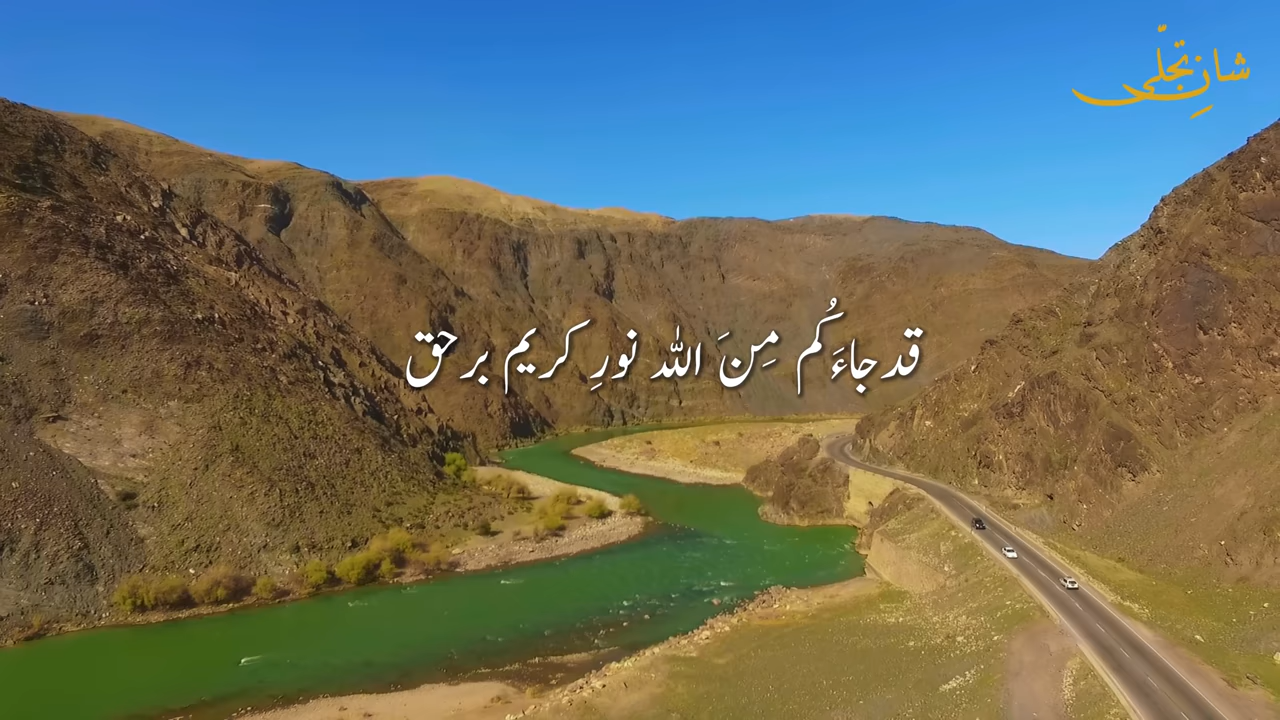 شانِ تجلّی
قد جاءَکُم مِنَ اللہ نورِ کریم برحق